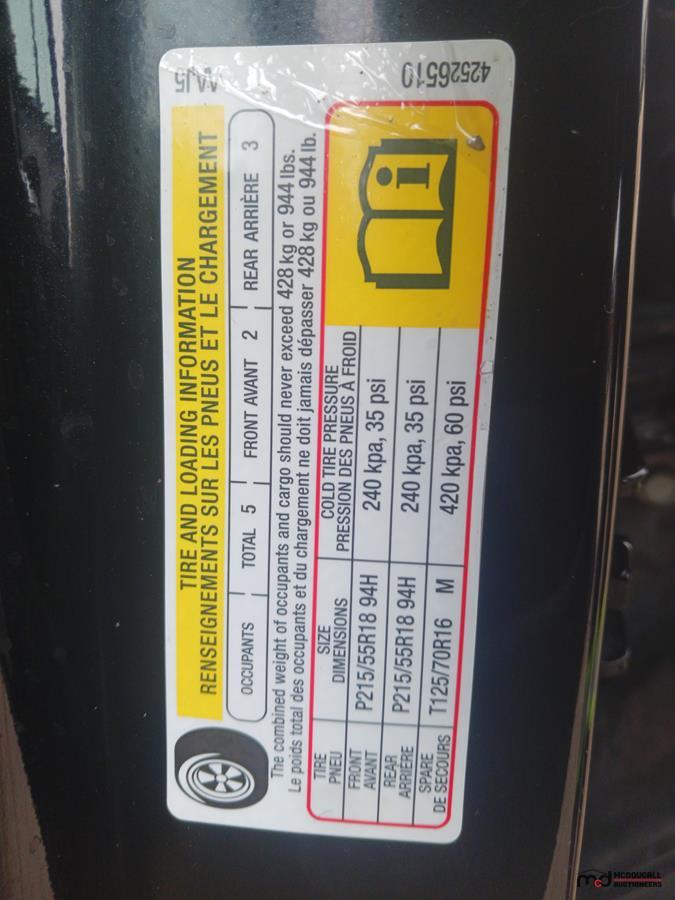 TIRE AND LOADING INFORMATION
RENSEIGNEMENTS SUR LES PNEUS ET LE CHARGEMENT
OCCUPANTS TOTAL 5 FRONT AVANT 2 REAR ARRIÈRE 3
The combined weight of occupants and cargo should never exceed 428 kg or 944 lbs.
Le poids total des occupants et du chargement ne doit jamais dépasser 428 kg ou 944 lb.
TIRE SIZE COLD TIRE PRESSURE
PNEU DIMENSIONS PRESSION DES PNEUS À FROID
FRONT
AVANT P215/55R18 94H 240 kpa, 35 psi
REAR
ARRIÈRE P215/55R18 94H 240 kpa, 35 psi
SPARE
DE SECOURS T125/70R16 M 420 kpa, 60 psi
i
42526510
mcd MCDOUGALL
AUCTIONEERS